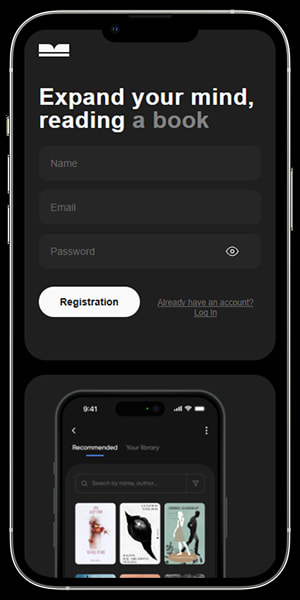 Expand your mind,
reading a book
Name
Email
Password
Registration
Already have an account?
Log In
9:41
Recommended
Your library
Search by name, author...